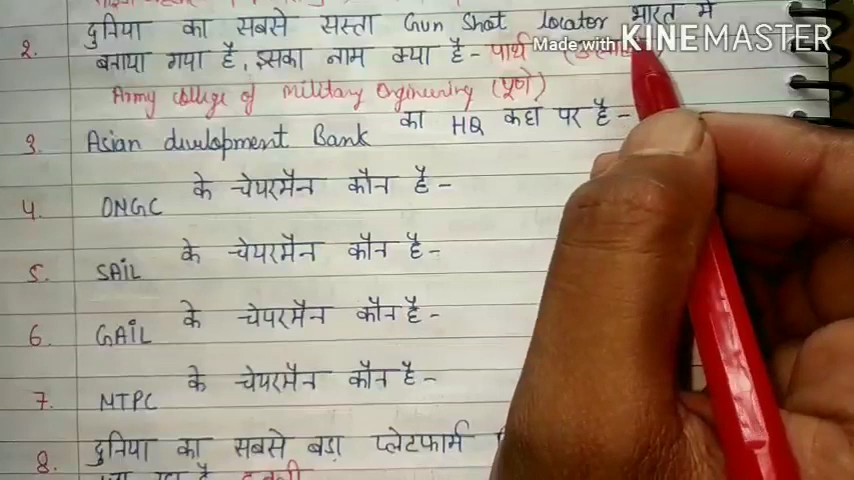 2. दुनिया का सबसे सस्ता Gun Shot locator भारत मे
बनाया गया है, इसका नाम क्या है - पार्थ
Made with KINEMASTER
Army College of Military Enginering (पूणे)
3. Asian dwelopment Bank का HQ कहा पर है -
4. ONGC के चेयरमैन कौन है -
5. SAIL के चेयरमैन कौन है -
6. GAIL के चेयरमैन कौन है -
7. NTPC के चेयरमैन कौन है -
8. दुनिया का सबसे बडा प्लेटफार्म